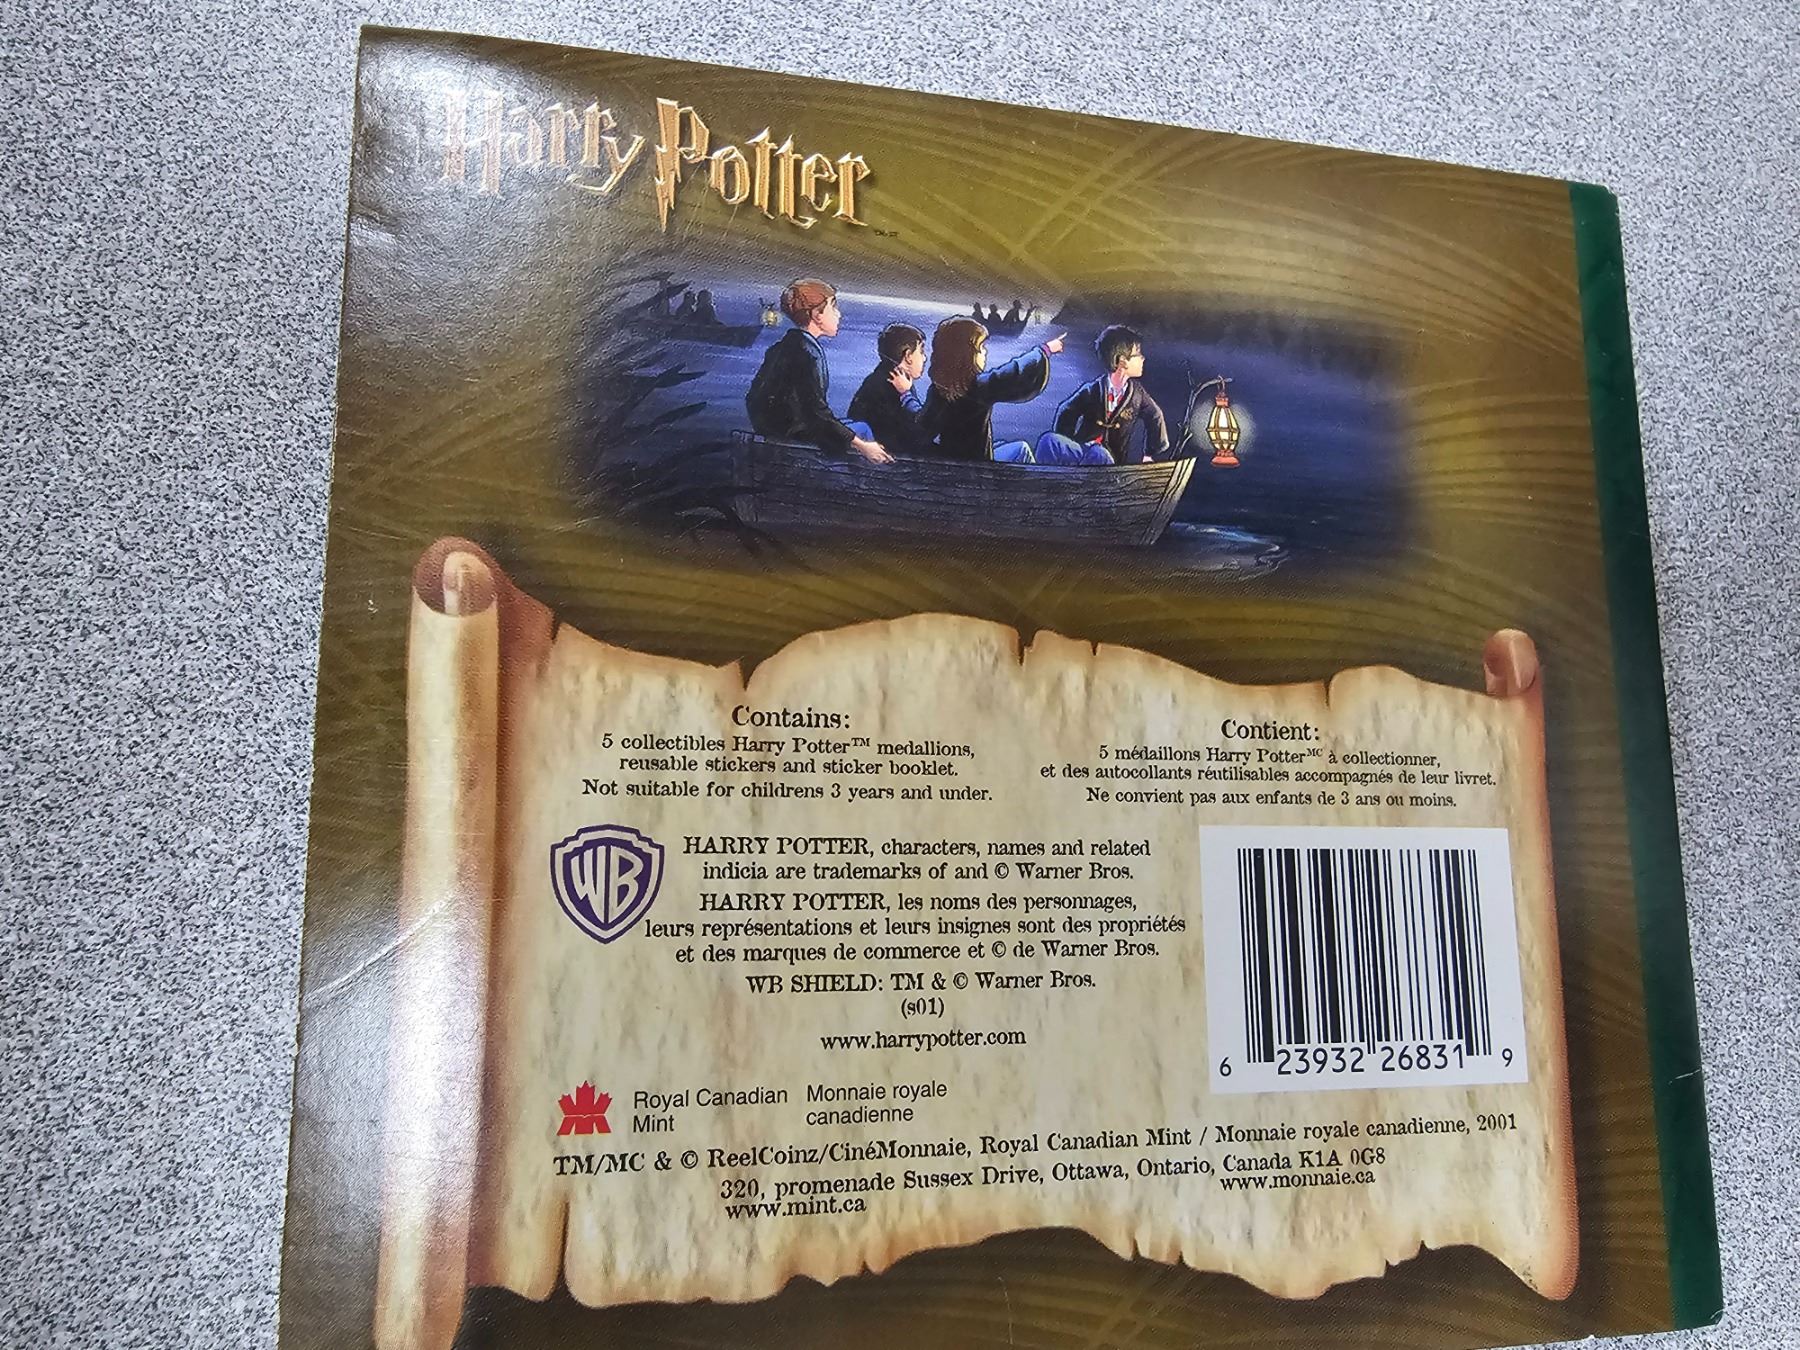 Harry Potter
Contains:
5 collectibles Harry Potter™ medallions,
reusable stickers and sticker booklet.
Not suitable for childrens 3 years and under.
Contient:
5 médaillons Harry Potter MC à collectionner,
et des autocollants réutilisables accompagnés de leur livret.
Ne convient pas aux enfants de 3 ans ou moins.
WB
HARRY POTTER, characters, names and related
indicia are trademarks of and © Warner Bros.
HARRY POTTER, les noms des personnages,
leurs représentations et leurs insignes sont des propriétés
et des marques de commerce et © de Warner Bros.
WB SHIELD: TM & © Warner Bros.
(s01)
www.harrypotter.com
6 23932 26831 9
Royal Canadian
Mint
Monnaie royale
canadienne
TM/MC & © ReelCoinz/CinéMonnaie, Royal Canadian Mint / Monnaie royale canadienne, 2001
320, promenade Sussex Drive, Ottawa, Ontario, Canada K1A 0G8
www.mint.ca www.monnaie.ca